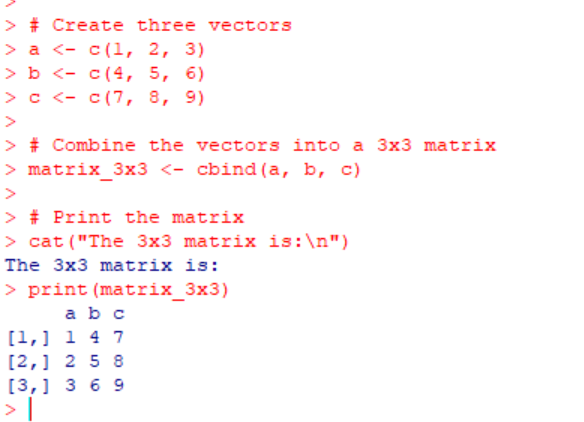 >
> # Create three vectors
> a <- c(1, 2, 3)
> b <- c(4, 5, 6)
> c <- c(7, 8, 9)
>
> # Combine the vectors into a 3x3 matrix
> matrix_3x3 <- cbind(a, b, c)
>
> # Print the matrix
> cat("The 3x3 matrix is:\n")
The 3x3 matrix is:
> print(matrix_3x3)
     a b c
[1,] 1 4 7
[2,] 2 5 8
[3,] 3 6 9
>